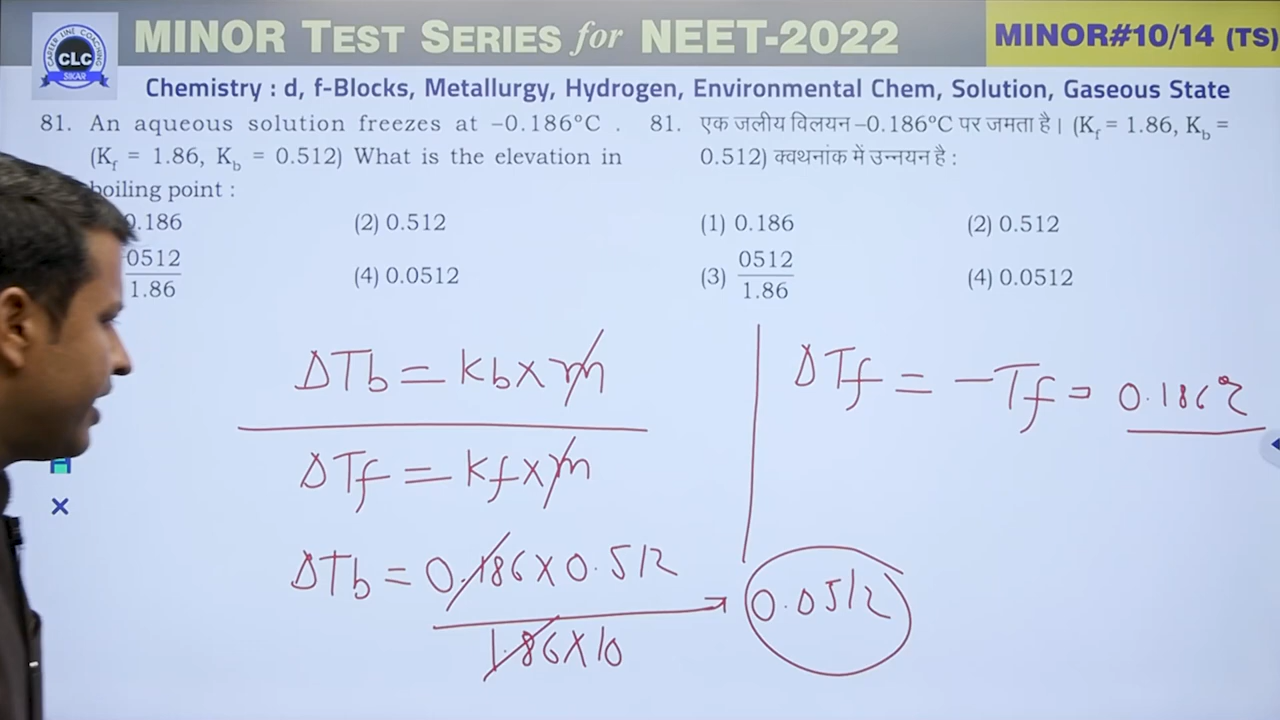 CAREER LINE COACHING
CLC
SIKAR
MINOR TEST SERIES for NEET-2022
MINOR#10/14 (TS)
Chemistry : d, f-Blocks, Metallurgy, Hydrogen, Environmental Chem, Solution, Gaseous State
81. An aqueous solution freezes at –0.186°C .
(Kf = 1.86, Kb = 0.512) What is the elevation in
boiling point :
0.186 (2) 0.512
0512
1.86
(4) 0.0512
81. एक जलीय विलयन –0.186°C पर जमता है। (Kf = 1.86, Kb =
0.512) क्वथनांक में उन्नयन है :
(1) 0.186 (2) 0.512
(3) 0512
1.86
(4) 0.0512
ΔTb = Kb × m
ΔTf = Kf × m
ΔTb = 0.186 × 0.512
1.86 × 10
→ 0.0512
ΔTf = –Tf = 0.186